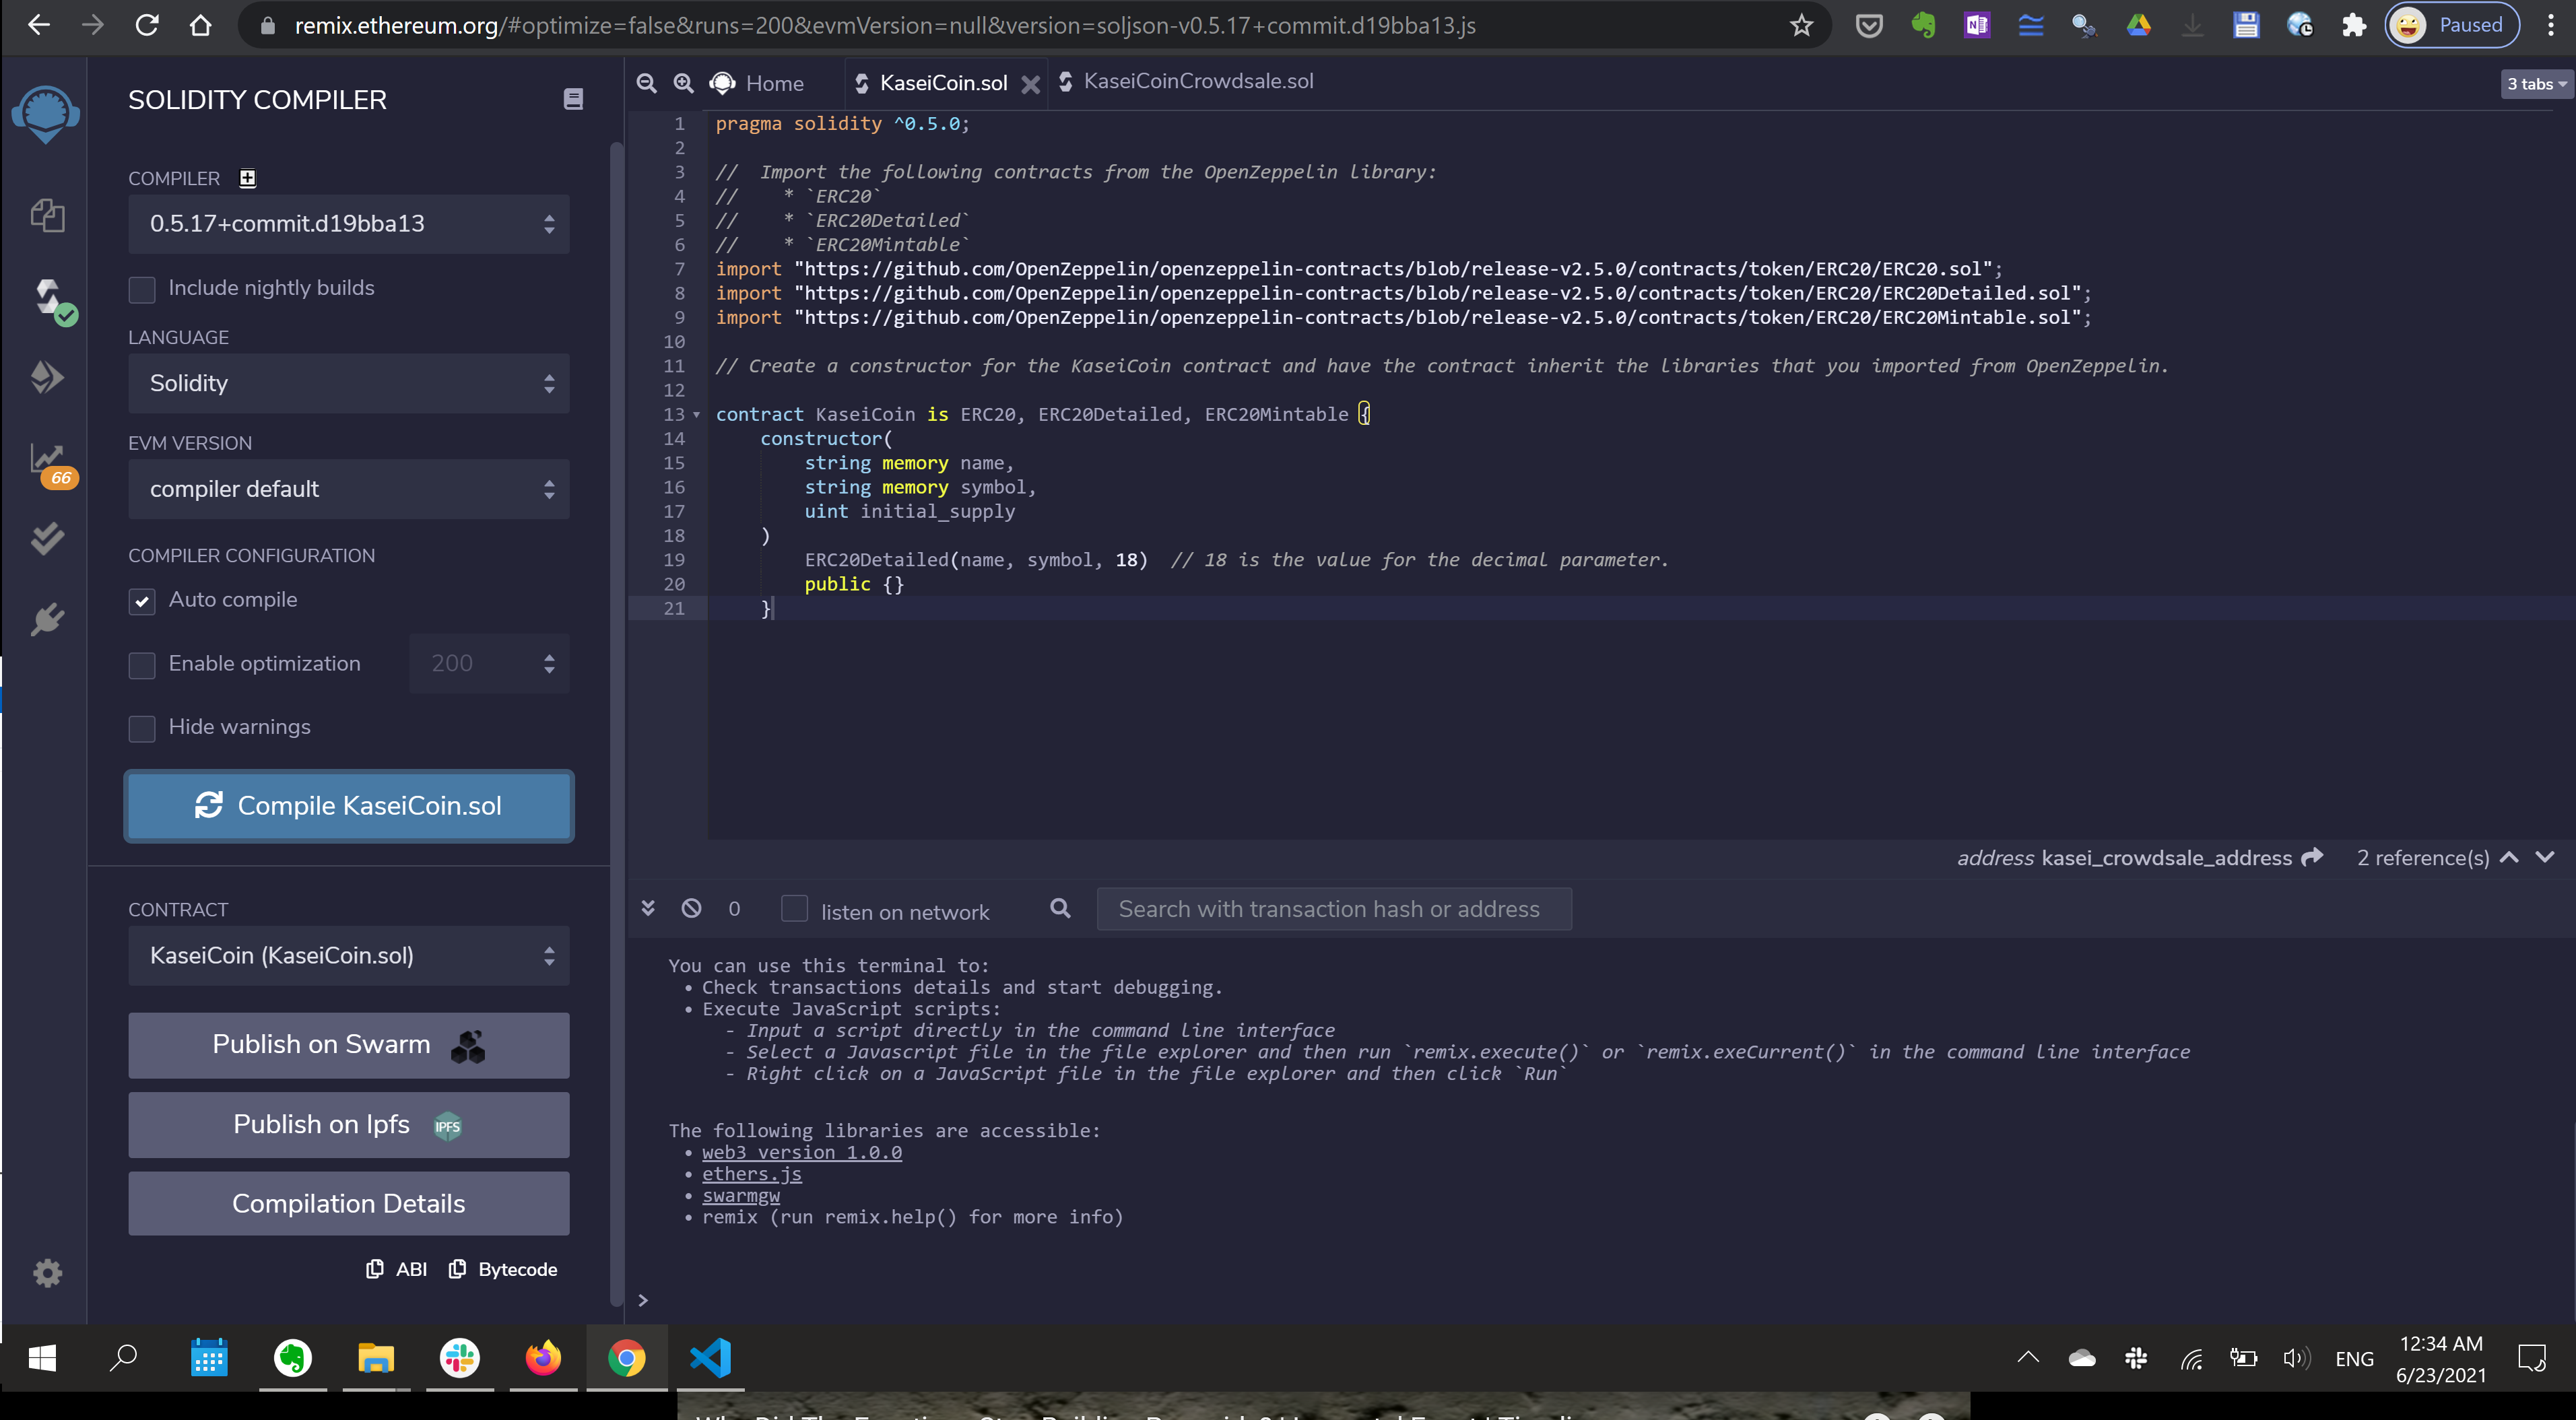 remix.ethereum.org/#optimize=false&runs=200&evmVersion=null&version=soljson-v0.5.17+commit.d19bba13.js
Paused
SOLIDITY COMPILER
COMPILER
0.5.17+commit.d19bba13
Include nightly builds
LANGUAGE
Solidity
EVM VERSION
compiler default
66
COMPILER CONFIGURATION
Auto compile
Enable optimization
200
Hide warnings
Compile KaseiCoin.sol
CONTRACT
KaseiCoin (KaseiCoin.sol)
Publish on Swarm
Publish on Ipfs
IPFS
Compilation Details
ABI
Bytecode
Home
KaseiCoin.sol
KaseiCoinCrowdsale.sol
3 tabs
1 pragma solidity ^0.5.0;
2
3 //  Import the following contracts from the OpenZeppelin library:
4 //    * `ERC20`
5 //    * `ERC20Detailed`
6 //    * `ERC20Mintable`
7 import "https://github.com/OpenZeppelin/openzeppelin-contracts/blob/release-v2.5.0/contracts/token/ERC20/ERC20.sol";
8 import "https://github.com/OpenZeppelin/openzeppelin-contracts/blob/release-v2.5.0/contracts/token/ERC20/ERC20Detailed.sol";
9 import "https://github.com/OpenZeppelin/openzeppelin-contracts/blob/release-v2.5.0/contracts/token/ERC20/ERC20Mintable.sol";
10
11 // Create a constructor for the KaseiCoin contract and have the contract inherit the libraries that you imported from OpenZeppelin.
12
13 contract KaseiCoin is ERC20, ERC20Detailed, ERC20Mintable {
14     constructor(
15         string memory name,
16         string memory symbol,
17         uint initial_supply
18     )
19         ERC20Detailed(name, symbol, 18)  // 18 is the value for the decimal parameter.
20         public {}
21     }
address kasei_crowdsale_address
2 reference(s)
0
listen on network
Search with transaction hash or address
You can use this terminal to:
• Check transactions details and start debugging.
• Execute JavaScript scripts:
- Input a script directly in the command line interface
- Select a Javascript file in the file explorer and then run `remix.execute()` or `remix.exeCurrent()` in the command line interface
- Right click on a JavaScript file in the file explorer and then click `Run`
The following libraries are accessible:
• web3 version 1.0.0
• ethers.js
• swarmgw
• remix (run remix.help() for more info)
>
ENG
12:34 AM
6/23/2021